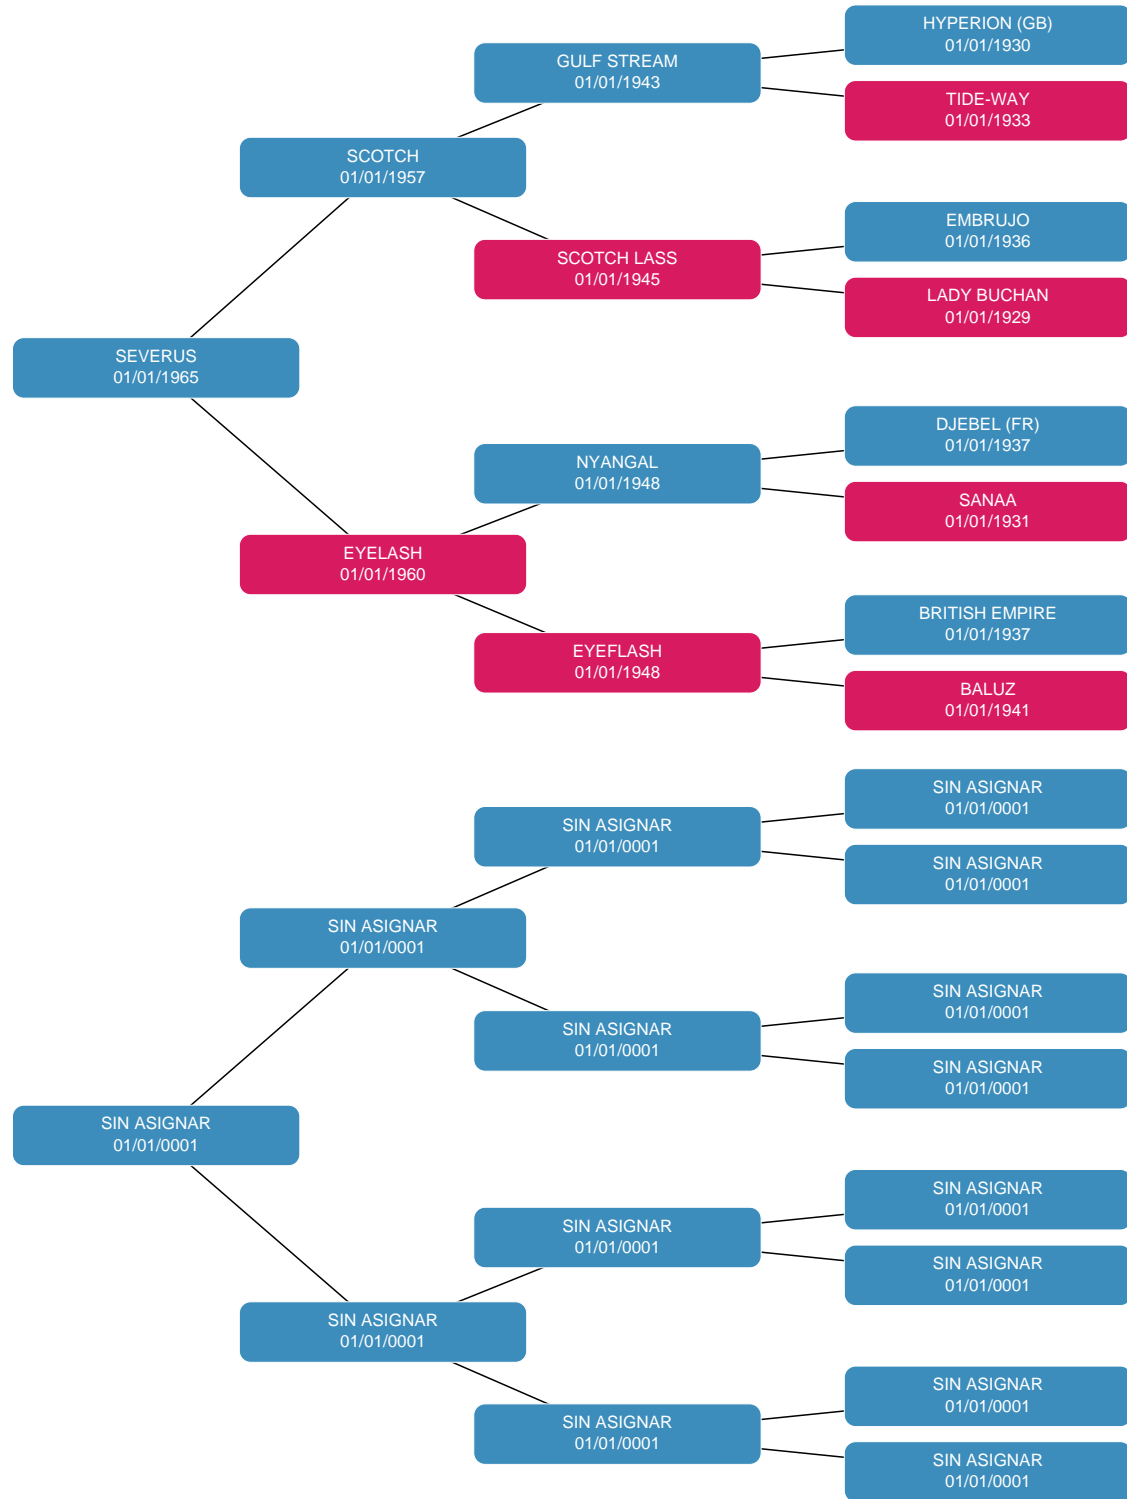 HYPERION (GB)
01/01/1930
GULF STREAM
01/01/1943
TIDE-WAY
01/01/1933
SCOTCH
01/01/1957
EMBRUJO
01/01/1936
SCOTCH LASS
01/01/1945
LADY BUCHAN
01/01/1929
SEVERUS
01/01/1965
DJEBEL (FR)
01/01/1937
NYANGAL
01/01/1948
SANAA
01/01/1931
EYELASH
01/01/1960
BRITISH EMPIRE
01/01/1937
EYEFLASH
01/01/1948
BALUZ
01/01/1941
SIN ASIGNAR
01/01/0001
SIN ASIGNAR
01/01/0001
SIN ASIGNAR
01/01/0001
SIN ASIGNAR
01/01/0001
SIN ASIGNAR
01/01/0001
SIN ASIGNAR
01/01/0001
SIN ASIGNAR
01/01/0001
SIN ASIGNAR
01/01/0001
SIN ASIGNAR
01/01/0001
SIN ASIGNAR
01/01/0001
SIN ASIGNAR
01/01/0001
SIN ASIGNAR
01/01/0001
SIN ASIGNAR
01/01/0001
SIN ASIGNAR
01/01/0001
SIN ASIGNAR
01/01/0001